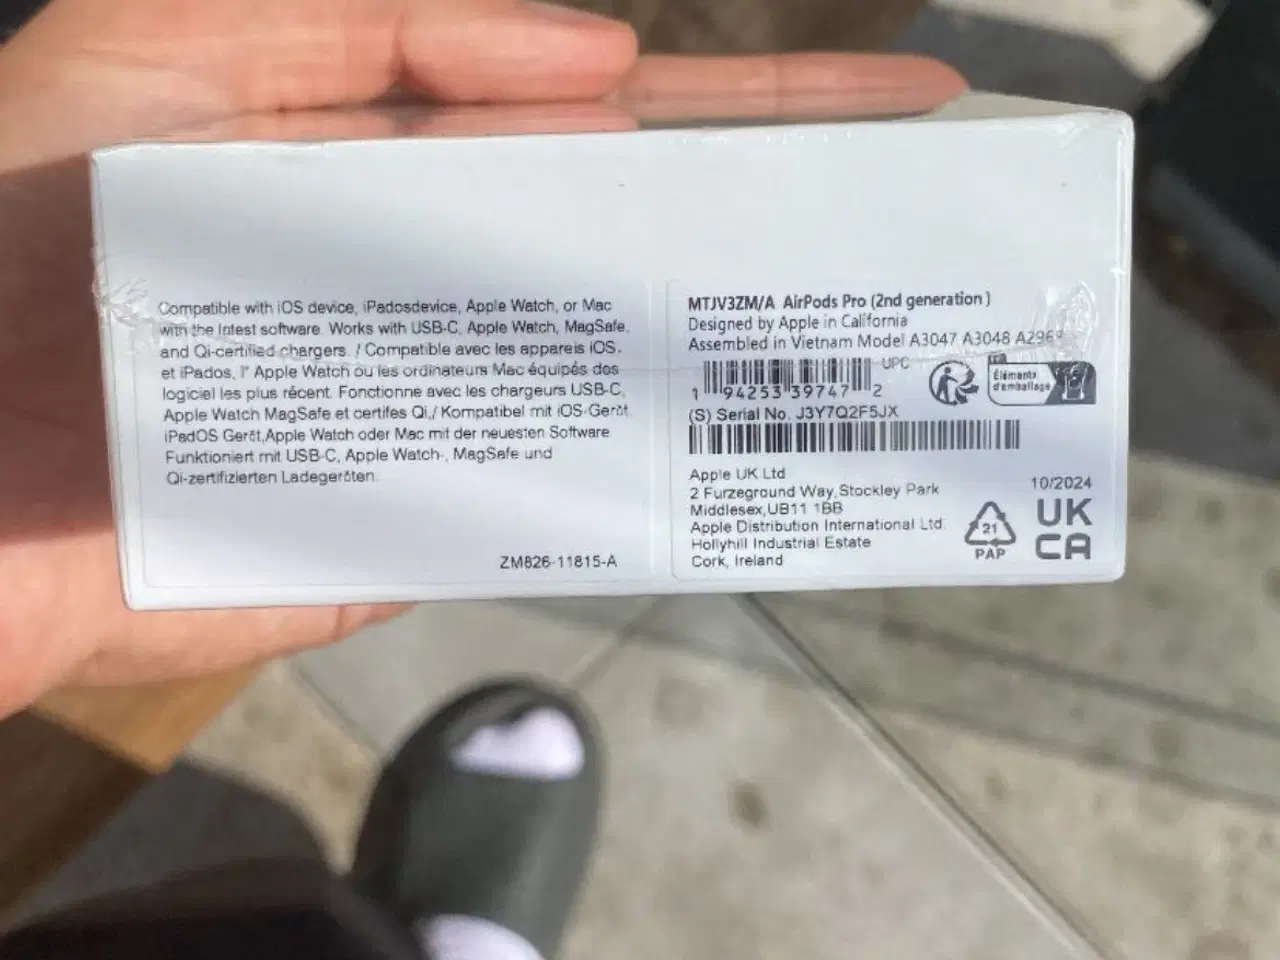 Compatible with iOS device, iPadosdevice, Apple Watch, or Mac
with the Intest software. Works with USB-C, Apple Watch, MagSafe,
and Qi-certified chargers. / Compatible avec les appareis iOS,
et iPados, l' Apple Watch ou les ordinateurs Mac équipés des
logiciel les plus récent. Fonctionne avec les chargeurs USB-C,
Apple Watch MagSafe et certifes Qi,/ Kompatibel mit iOS-Gerôt
iPadOS Gerêt,Apple Watch oder Mac mit der neuesten Software
Funktioniert mit USB-C, Apple Watch-, MagSafe und
Qi-zertifizierten Ladegerôten.
ZM826-11815-A
MTJV3ZM/A AirPods Pro (2nd generation)
Designed by Apple in California
Assembled in Vietnam Model A3047 A3048
UPC
1 94253 39747 2
Éléments
d'emballage
(S) Serial No. J3Y7Q2F5JX
Apple UK Ltd
2 Furzeground Way, Stockley Park
Middlesex,UB11 1BB
Apple Distribution International Ltd
Hollyhill Industrial Estate
Cork, Ireland
21
PAP
10/2024
UK
CA